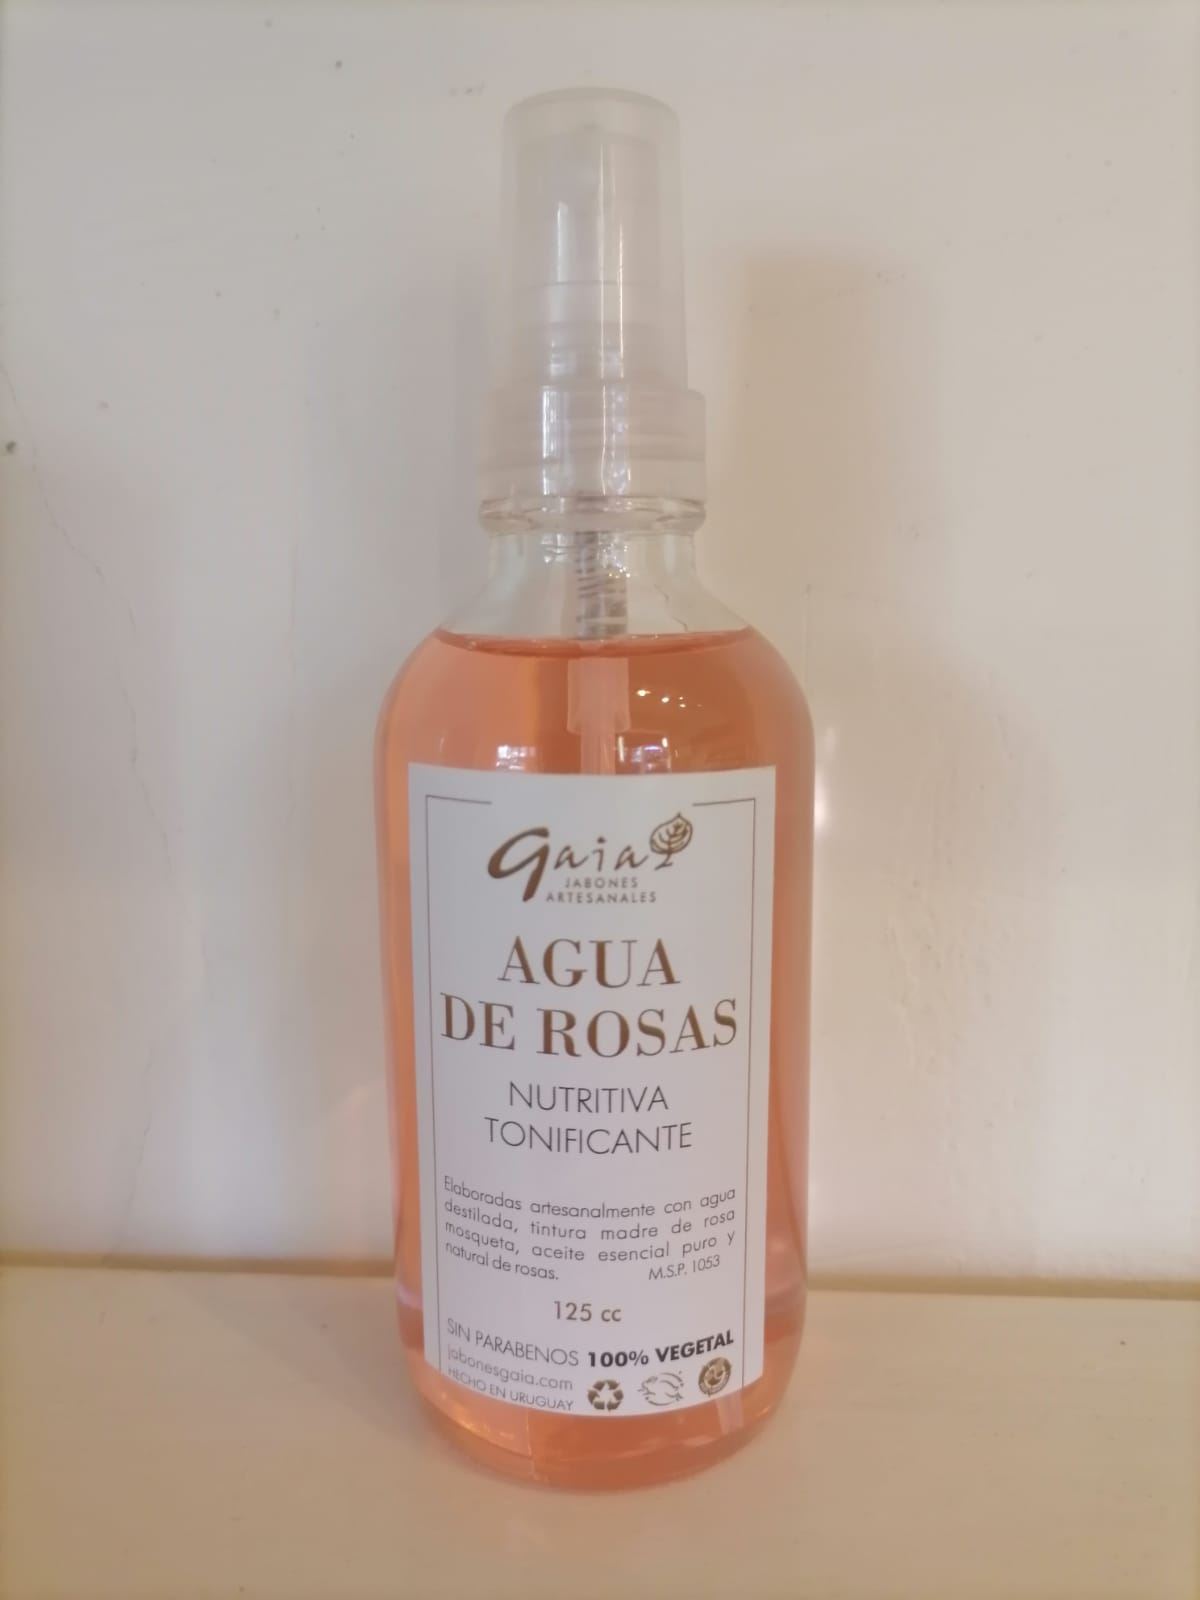 gaia
JABONES
ARTESANALES
AGUA
DE ROSAS
NUTRITIVA
TONIFICANTE
Elaboradas artesanalmente con agua
destilada, tintura madre de rosa
mosqueta, aceite esencial puro y
natural de rosas. M.S.P. 1053
125 cc
SIN PARABENOS 100% VEGETAL
jabonesgaia.com
HECHO EN URUGUAY